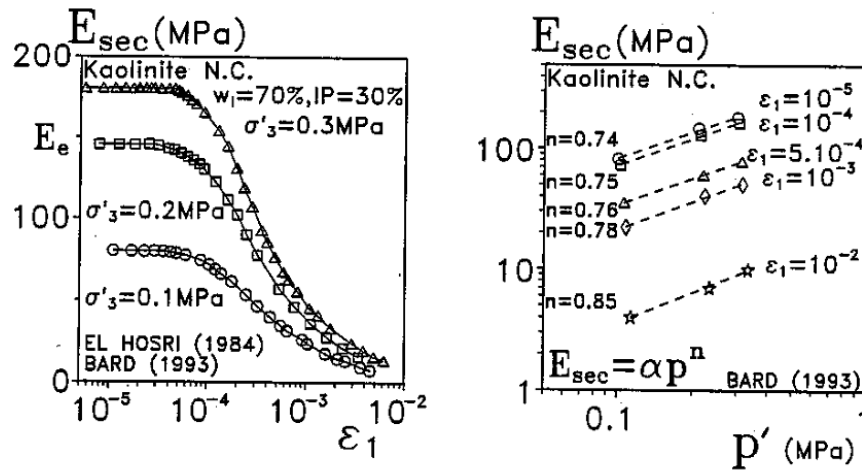 E_sec (MPa)
Kaolinite N.C.
w_l=70%, IP=30%
σ'_3=0.3MPa
E_e
100
σ'_3=0.2MPa
σ'_3=0.1MPa
EL HOSRI (1984)
BARD (1993)
0
10^-5
10^-4
10^-3
10^-2
ε_1
E_sec (MPa)
Kaolinite N.C.
ε_1=10^-5
ε_1=10^-4
100
n=0.74
ε_1=5.10^-4
n=0.75
ε_1=10^-3
n=0.76
n=0.78
10
ε_1=10^-2
n=0.85
E_sec=αp^n
BARD (1993)
1
0.1
1
p' (MPa)